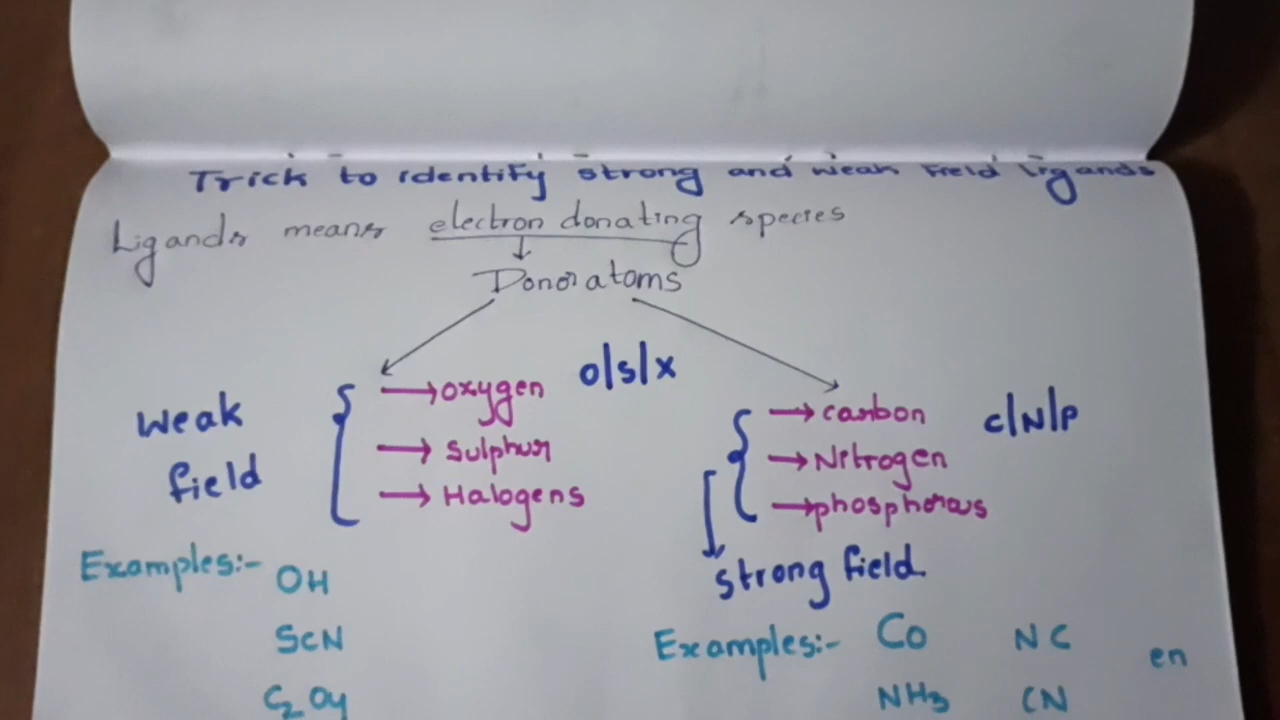 Trick to identify strong and weak field ligands
Ligands means electron donating species
Donor atoms
o/s/x
→ oxygen
Weak
field
→ Sulphur
→ Halogens
→ carbon
c/N/p
→ Nitrogen
→ phosphorous
strong field
Examples:-
OH
SCN
C2O4
Examples:-
Co
NC
en
NH3
CN